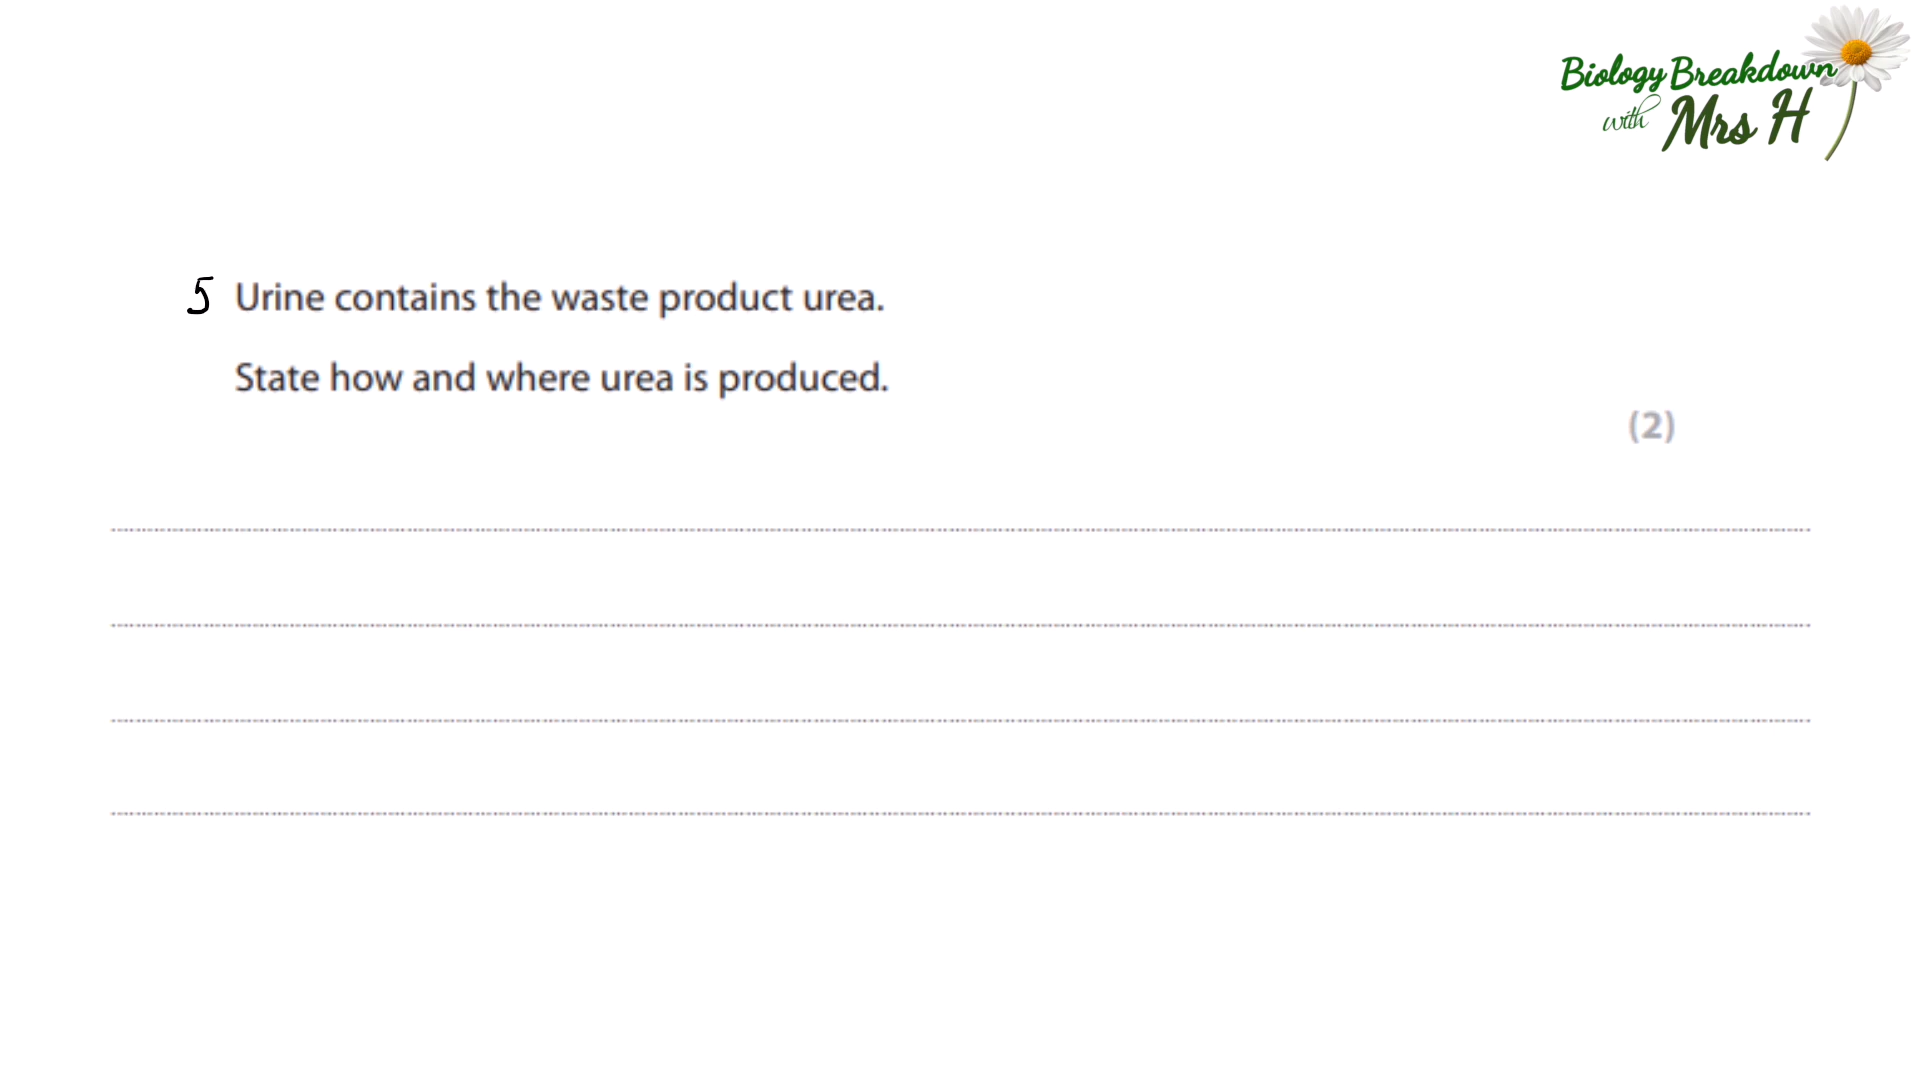 Biology Breakdown
with Mrs H
5 Urine contains the waste product urea.
State how and where urea is produced.
(2)